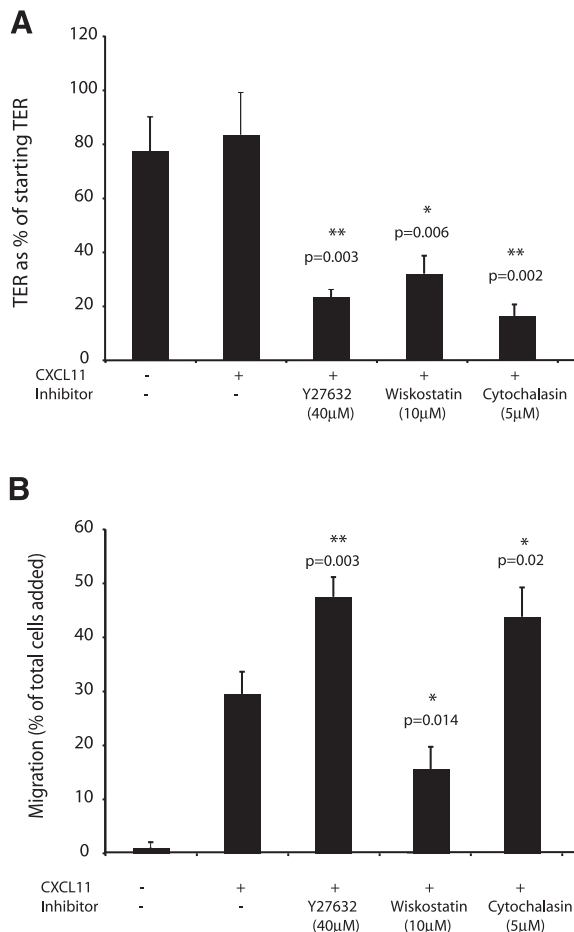 A
TER as % of starting TER
120
100
80
60
40
20
0
**
p=0.003
*
p=0.006
**
p=0.002
CXCL11 - + + + +
Inhibitor - - Y27632 Wiskostatin Cytochalasin
(40μM) (10μM) (5μM)
B
Migration (% of total cells added)
60
50
40
30
20
10
0
**
p=0.003
*
p=0.014
*
p=0.02
CXCL11 - + + + +
Inhibitor - - Y27632 Wiskostatin Cytochalasin
(40μM) (10μM) (5μM)